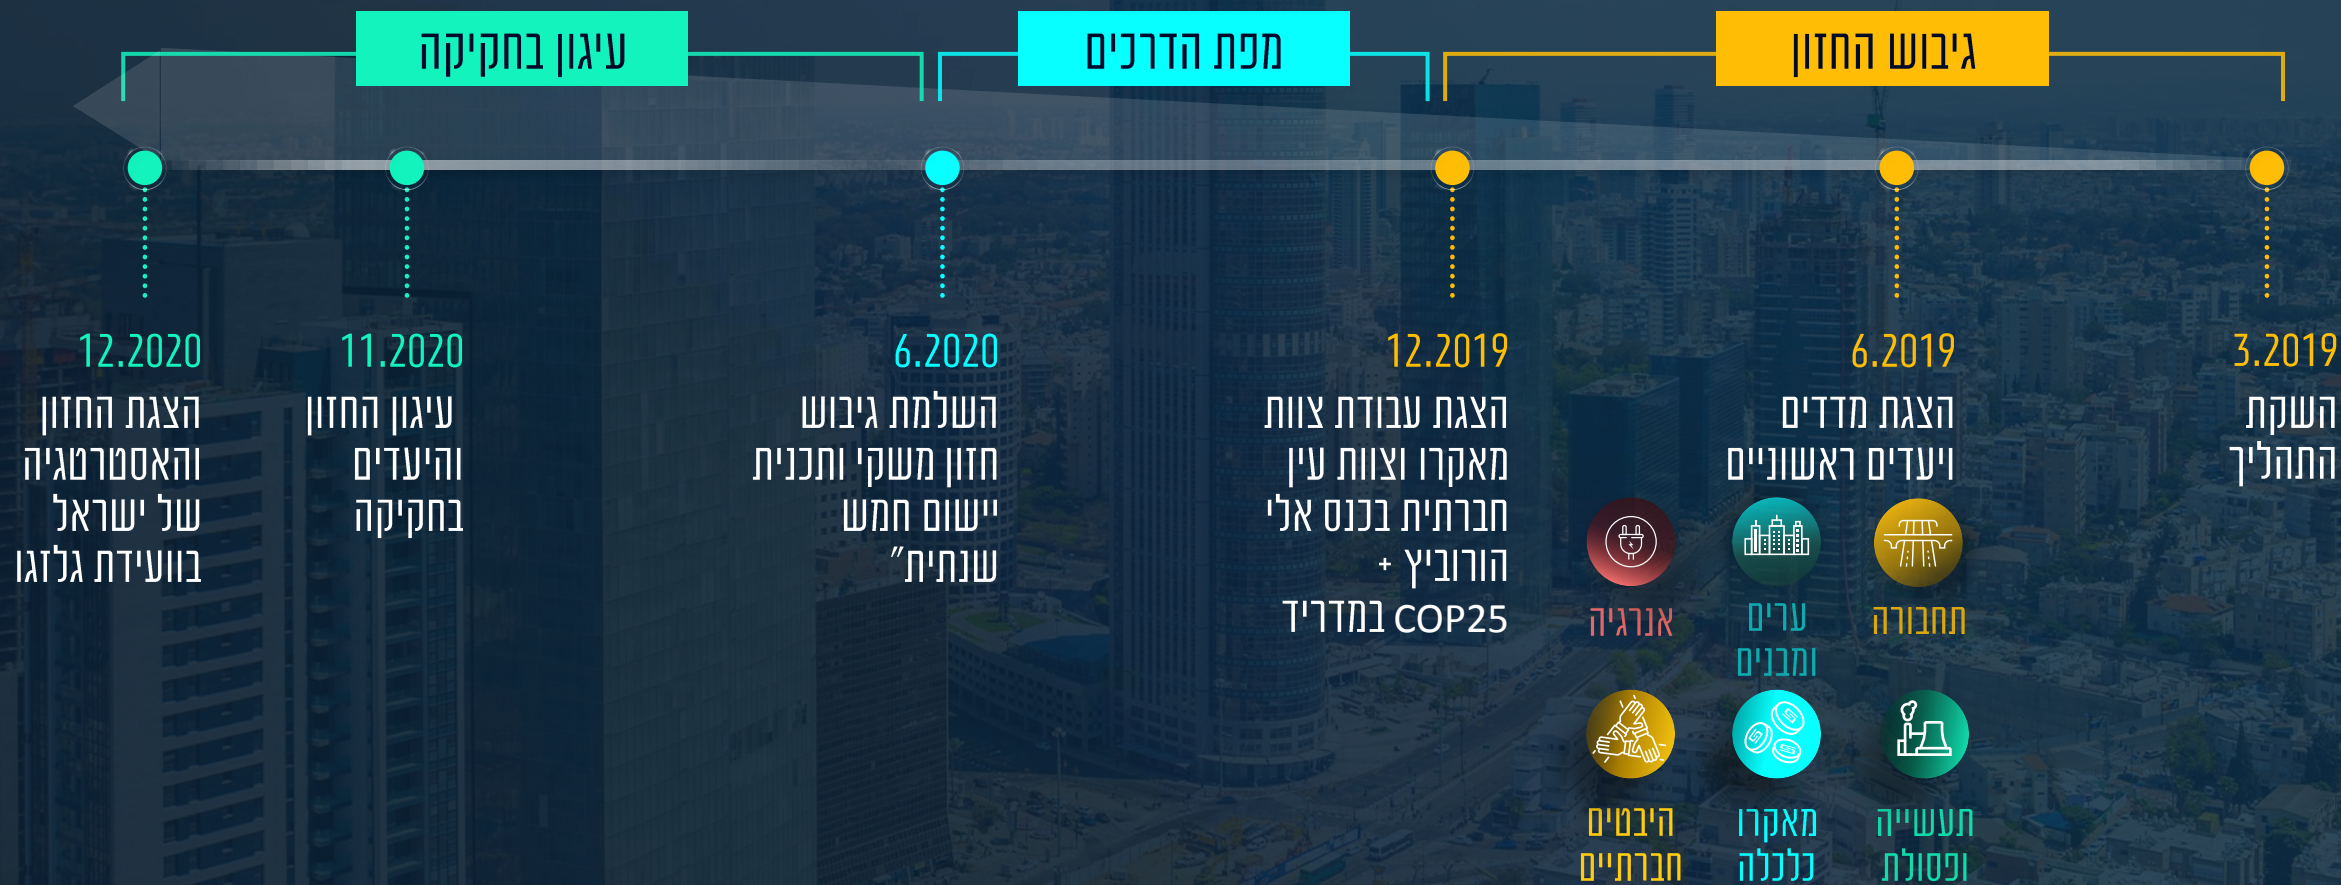 גיבוש החזון
מפת הדרכים
עיגון בחקיקה
3.2019
השקת
התהליך
6.2019
הצגת מדדים
ויעדים ראשוניים
תחבורה
ערים
ומבנים
אנרגיה
תעשייה
ופסולת
מאקרו
כלכלה
היבטים
חברתיים
12.2019
הצגת עבודת צוות
מאקרו וצוות עין
חברתית בכנס אלי
הורוביץ +
COP25 במדריד
6.2020
השלמת גיבוש
חזון משקי ותכנית
יישום חמש
שנתית"
11.2020
עיגון החזון
והיעדים
בחקיקה
12.2020
הצגת החזון
והאסטרטגיה
של ישראל
בוועידת גלזגו